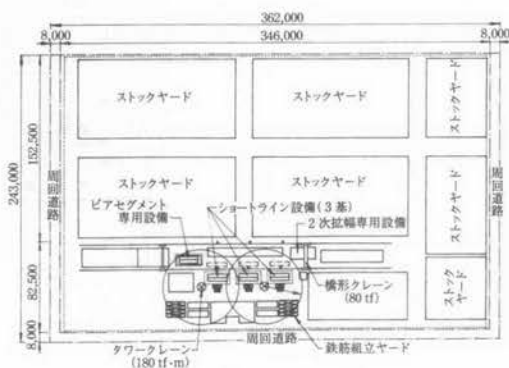 362,000
8,000
346,000
8,000
243,000
152,500
82,500
8,000
周回道路
周回道路
ストックヤード
ストックヤード
ストックヤード
ストックヤード
ストックヤード
ストックヤード
ストックヤード
ピアセグメント
専用設備
ショートライン設備(3基)
2次拡幅専用設備
橋形クレーン
(80 tf)
周回道路
タワークレーン
(180 tf-m)
鉄筋組立ヤード